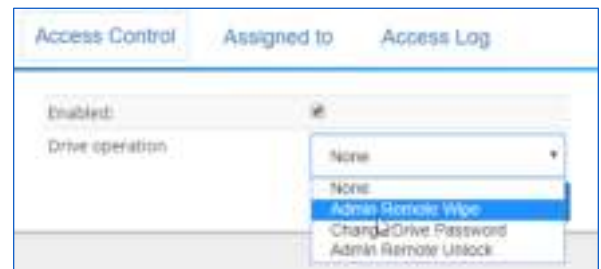 Access Control Assigned to Access Log
Enabled:
Drive operation None
None
Admin Remote Wipe
Change Drive Password
Admin Remote Unlock